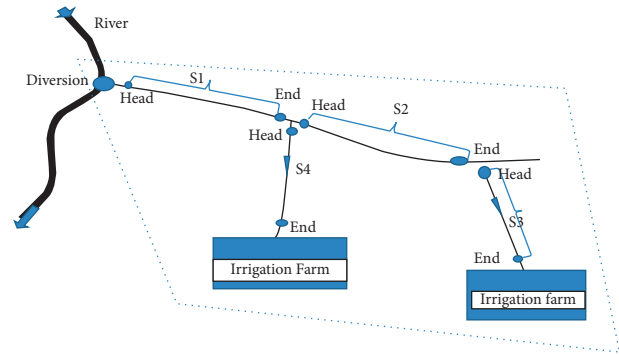 River
Diversion
S1
Head
End
Head
S2
Head
End
S4
Head
S3
End
End
Irrigation Farm
Irrigation farm